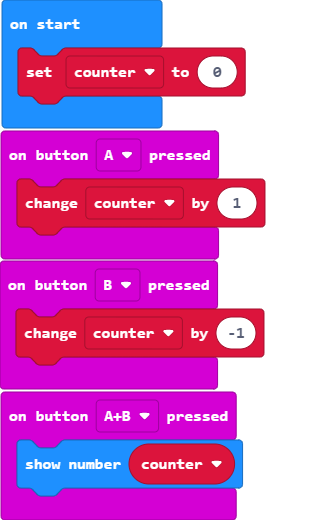 on start
set counter to 0
on button A pressed
change counter by 1
on button B pressed
change counter by -1
on button A+B pressed
show number counter